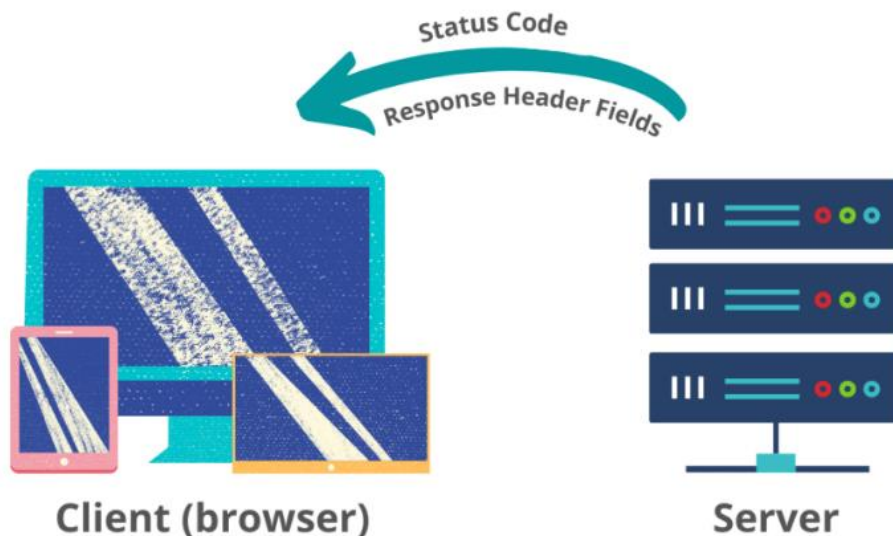 Status Code
Response Header Fields
Client (browser)
Server